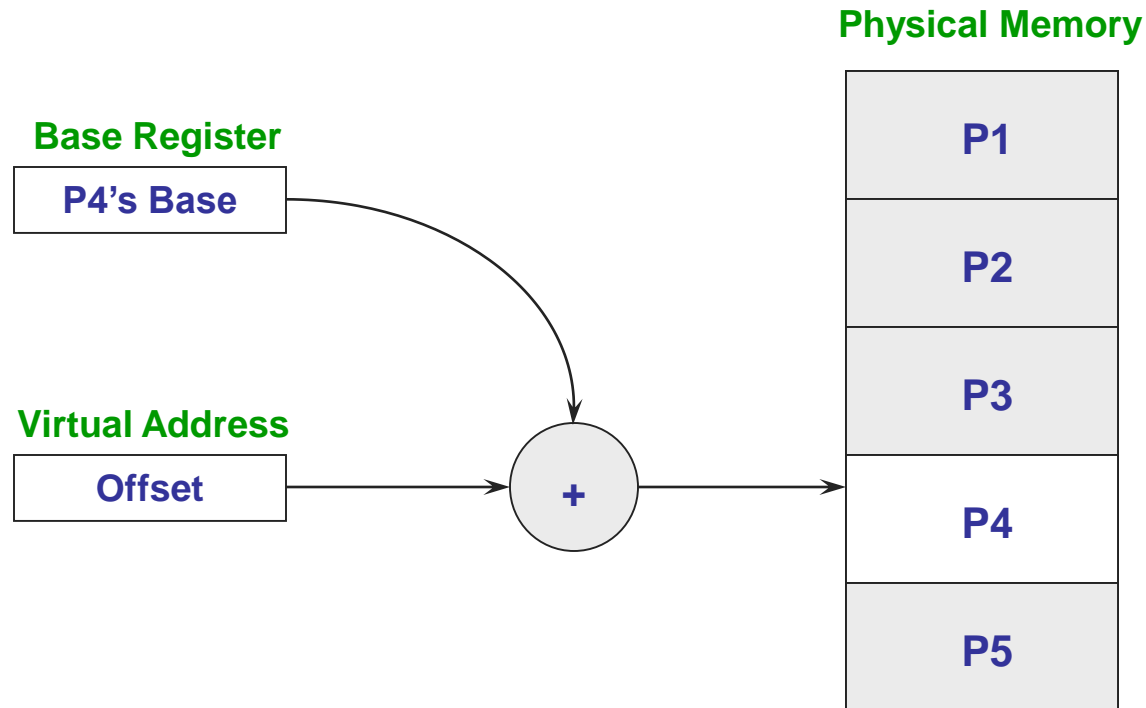 Physical Memory
Base Register
P4’s Base
Virtual Address
Offset
+
P1
P2
P3
P4
P5